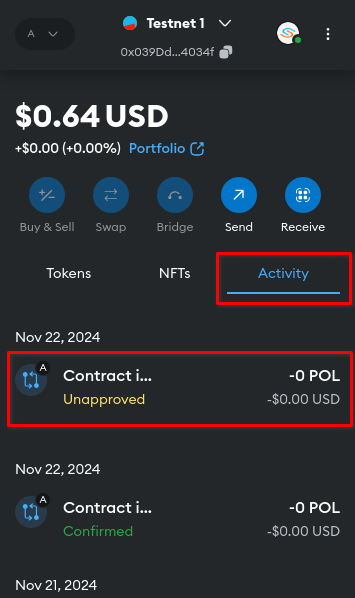 A
Testnet 1
0x039Dd...4034f
$0.64 USD
+$0.00 (+0.00%) Portfolio
Buy & Sell Swap Bridge Send Receive
Tokens NFTs Activity
Nov 22, 2024
A
Contract i... -0 POL
Unapproved -$0.00 USD
Nov 22, 2024
A
Contract i... -0 POL
Confirmed -$0.00 USD
Nov 21, 2024